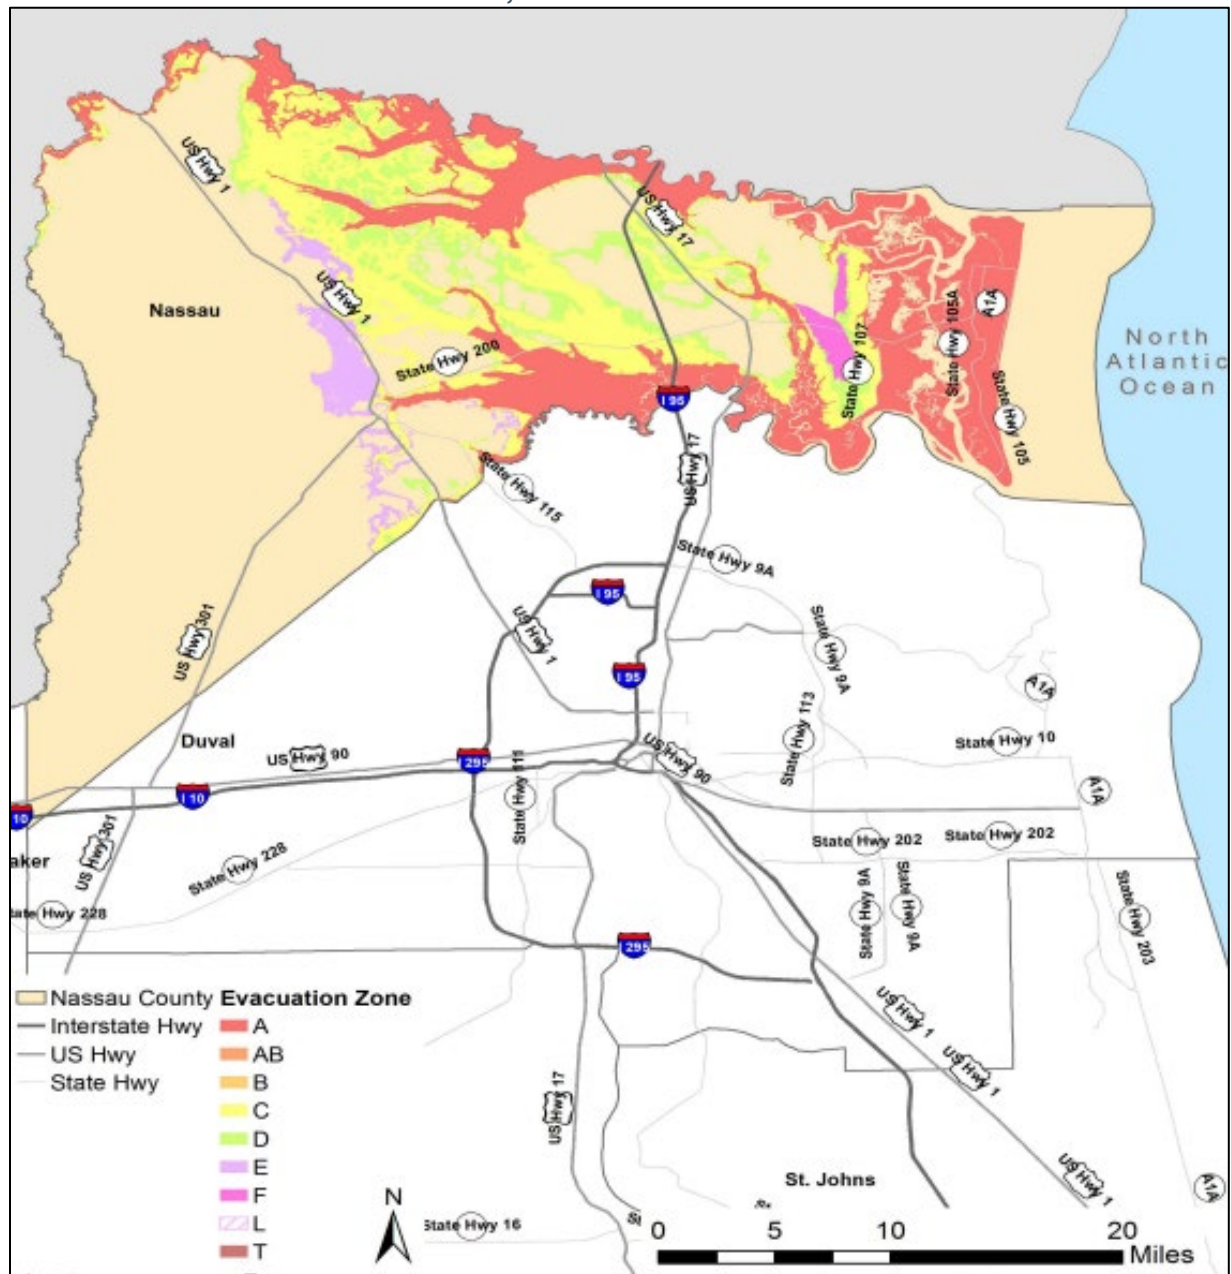 US Hwy 1
US Hwy 17
Nassau
US Hwy 1
State Hwy 200
State Hwy 107
State Hwy 105A
A1A
North
Atlantic
Ocean
I 95
State Hwy 105
US Hwy 17
State Hwy 115
State Hwy 9A
I 95
US Hwy 1
US Hwy 301
State Hwy 9A
I 95
A1A
Duval
US Hwy 90
I 295
State Hwy 111
US Hwy 90
State Hwy 113
State Hwy 10
I 10
10
A1A
US Hwy 301
aker
State Hwy 228
State Hwy 202
State Hwy 202
tate Hwy 228
State Hwy 9A
State Hwy 9A
State Hwy 203
I 295
US Hwy 1
US Hwy 1
US Hwy 17
US Hwy 1
A1A
St. Johns
State Hwy 16
Nassau County
Interstate Hwy
US Hwy
State Hwy
Evacuation Zone
A
AB
B
C
D
E
F
L
T
N
0 5 10 20
Miles